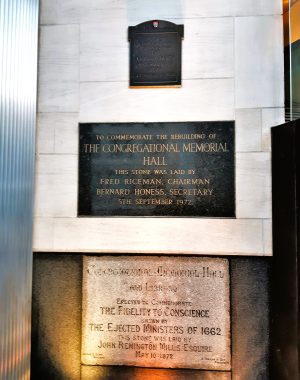 TO COMMEMORATE THE REBUILDING OF
THE CONGREGATIONAL MEMORIAL
HALL
THIS STONE WAS LAID BY
FRED RICEMAN, CHAIRMAN
BERNARD HONESS, SECRETARY
5TH SEPTEMBER 1972
CONGREGATIONAL MEMORIAL HALL
AND LIBRARY
ERECTED TO COMMEMORATE
THE FIDELITY TO CONSCIENCE
SHOWN BY
THE EJECTED MINISTERS OF 1662
THIS STONE WAS LAID BY
JOHN REMINGTON MILLS ESQUIRE
MAY 10 1872